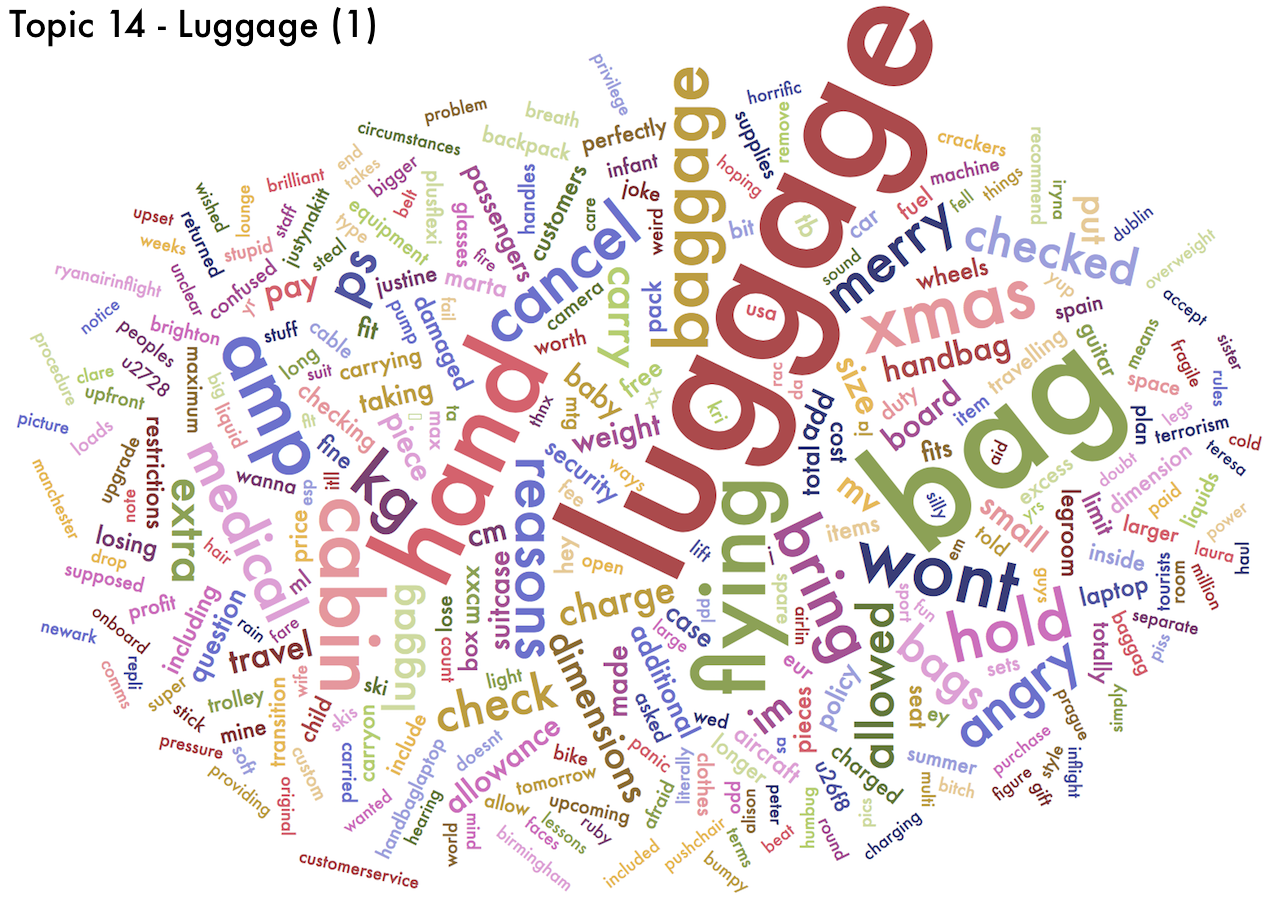 Topic 14 - Luggage (1)
luggage
bag
hand
baggage
cancel
flying
cabin
xmas
merry
checked
wont
hold
angry
bring
amp
kg
ps
medical
reasons
dimensions
check
charge
allowed
bags
carry
handbag
board
weight
extra
travel
luggag
allowance
im
taking
pay
piece
size
mv
small
put
privilege
horrific
problem
breath
perfectly
supplies
remove
circumstances
backpack
infant
hoping
crackers
recommend
machine
end
takes
bigger
passengers
handles
customers
care
joke
weird
fuel
fell
things
iryna
wished
lounge
brilliant
belt
plusflexi
glasses
tb
car
bit
dublin
upset
returned
staff
justynakitt
equipment
type
steal
fire
sound
wheels
yup
overweight
weeks
stupid
confused
unclear
yr
justine
marta
camera
pack
usa
spain
accept
ryanairinflight
notice
brighton
peoples
u2728
stuff
cable
fit
pump
damaged
fail
worth
free
xx
travelling
guitar
means
sister
fragile
procedure
clare
upfront
maximum
big
liquid
long
suit
carrying
checking
thnx
baby
mtg
kri
rac
pa
duty
item
space
rules
picture
loads
restrictions
upgrade
fit
fine
max
ta
security
ways
fee
total
add
cost
ja
fits
aid
silly
excess
yrs
plan
legs
terrorism
cold
teresa
manchester
note
losing
drop
supposed
wanna
esp
ill
price
hair
ml
cm
suitcase
hey
open
lift
items
told
em
legroom
limit
doubt
dimension
paid
liquids
larger
power
laura
haul
profit
including
question
rain
fare
lose
box
xxxn
count
case
large
ppl
spare
i
airlin
sport
fun
guys
inside
laptop
tourists
room
million
newark
onboard
repli
comms
super
stick
trolley
transition
wife
child
ski
skis
light
made
additional
asked
wed
eur
policy
sets
totally
baggag
separate
piss
simply
mine
pressure
soft
providing
custom
original
carried
carryon
include
handbaglaptop
doesnt
hearing
wanted
bike
tomorrow
panic
literally
clothes
longer
aircraft
sa
pieces
seat
ey
summer
prague
purchase
style
inflight
figure
gift
customerservice
world
mind
allow
upcoming
lessons
faces
ruby
birmingham
afraid
odd
alison
peter
u26f8
charged
multi
bitch
pics
humbug
round
charging
included
pushchair
terms
beat
bumpy